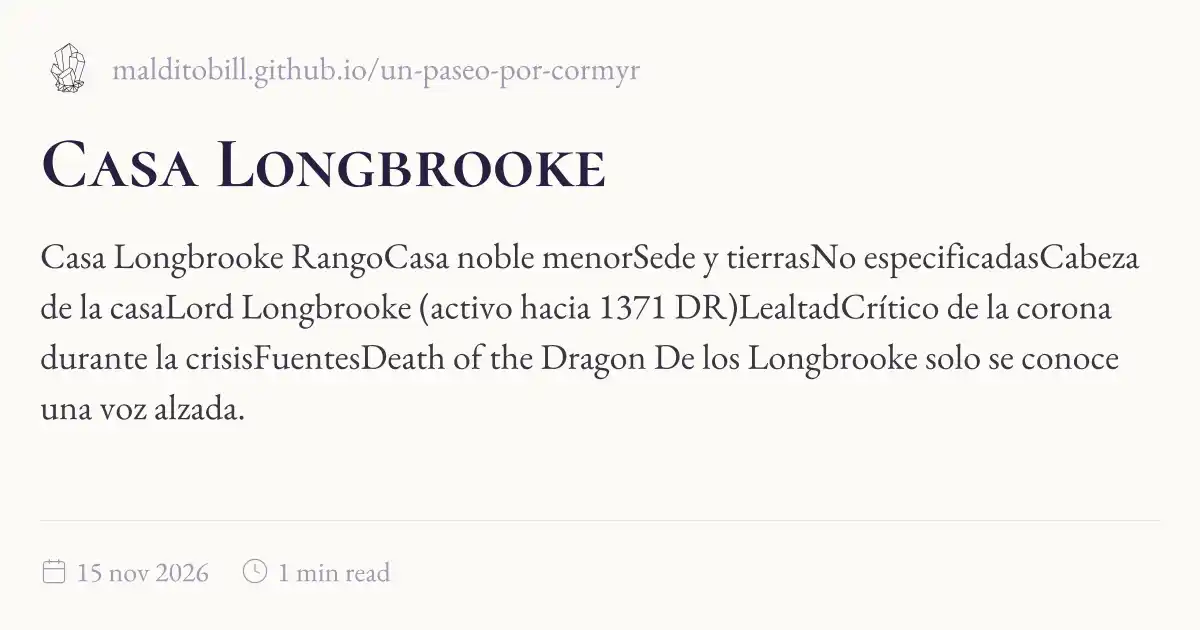 malditobill.github.io/un-paseo-por-cormyr
Casa Longbrooke
Casa Longbrooke RangoCasa noble menorSede y tierrasNo especificadasCabeza
de la casaLord Longbrooke (activo hacia 1371 DR)LealtadCrítico de la corona
durante la crisisFuentesDeath of the Dragon De los Longbrooke solo se conoce
una voz alzada.
15 nov 2026
1 min read